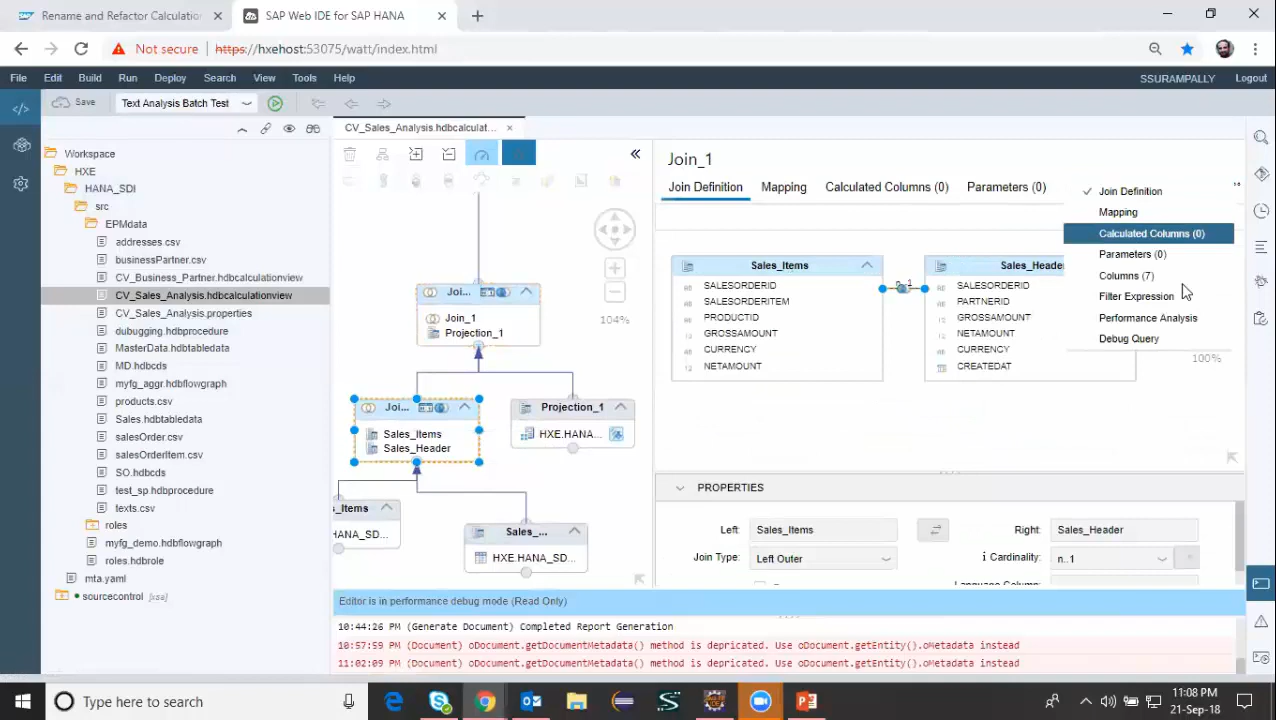 Rename and Refactor Calculatio
SAP Web IDE for SAP HANA
Not secure
https://hxehost:53075/watt/index.html
File Edit Build Run Deploy Search View Tools Help
SSURAMPALLY Logout
Save
Text Analysis Batch Test
Workspace
HXE
HANA_SDI
src
EPMdata
addresses.csv
businessPartner.csv
CV_Business_Partner.hdbcalculationview
CV_Sales_Analysis.hdbcalculationview
CV_Sales_Analysis.properties
dubugging.hdbprocedure
MasterData.hdbtabledata
MD.hdbcds
myfg_aggr.hdbflowgraph
products.csv
Sales.hdbtabledata
salesOrder.csv
salesOrderItem.csv
SO.hdbcds
test_sp.hdbprocedure
texts.csv
roles
myfg_demo.hdbflowgraph
roles.hdbrole
mta.yaml
sourcecontrol [xsa]
CV_Sales_Analysis.hdbcalculat...
Joi...
Join_1
Projection_1
104%
Joi...
Sales_Items
Sales_Header
Projection_1
HXE.HANA...
s_Items
HANA_SD...
Sales_...
HXE.HANA_SD...
Join_1
Join Definition Mapping Calculated Columns (0) Parameters (0)
Sales_Items
SALESORDERID
SALESORDERITEM
PRODUCTID
GROSSAMOUNT
CURRENCY
NETAMOUNT
Sales_Heade
SALESORDERID
PARTNERID
GROSSAMOUNT
NETAMOUNT
CURRENCY
CREATEDAT
Join Definition
Mapping
Calculated Columns (0)
Parameters (0)
Columns (7)
Filter Expression
Performance Analysis
Debug Query
100%
PROPERTIES
Left: Sales_Items
Right: Sales_Header
Join Type: Left Outer
i Cardinality: n..1
Language Column:
Editor is in performance debug mode (Read Only)
10:44:26 PM (Generate Document) Completed Report Generation
10:57:59 PM (Document) oDocument.getDocumentMetadata() method is depricated. Use oDocument.getEntity().oMetadata instead
11:02:09 PM (Document) oDocument.getDocumentMetadata() method is depricated. Use oDocument.getEntity().oMetadata instead
Type here to search
11:08 PM
21-Sep-18